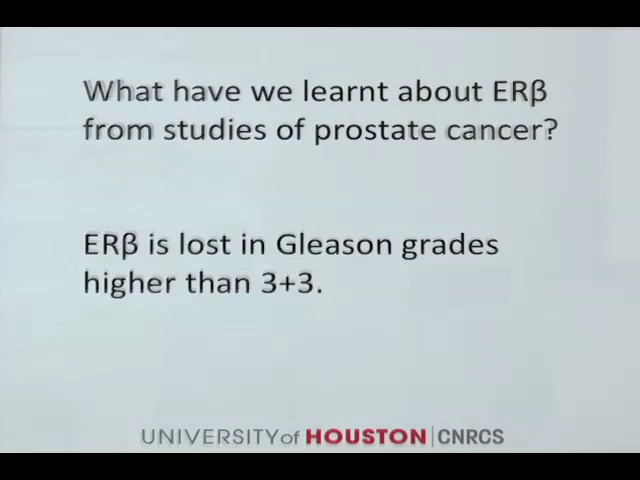 What have we learnt about ERβ
from studies of prostate cancer?
ERβ is lost in Gleason grades
higher than 3+3.
UNIVERSITY of HOUSTON | CNRCS